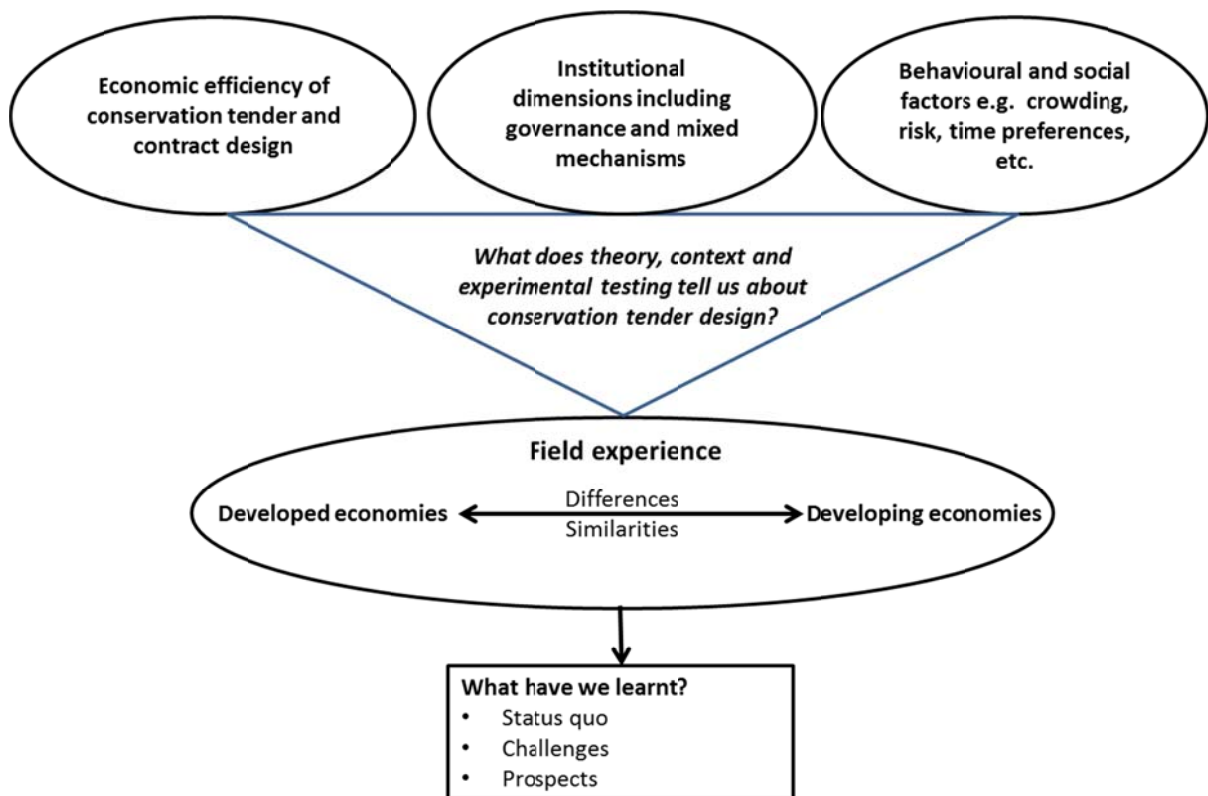 Economic efficiency of
conservation tender and
contract design
Institutional
dimensions including
governance and mixed
mechanisms
Behavioural and social
factors e.g. crowding,
risk, time preferences,
etc.
What does theory, context and
experimental testing tell us about
conservation tender design?
Field experience
Developed economies
Differences
Similarities
Developing economies
What have we learnt?
• Status quo
• Challenges
• Prospects